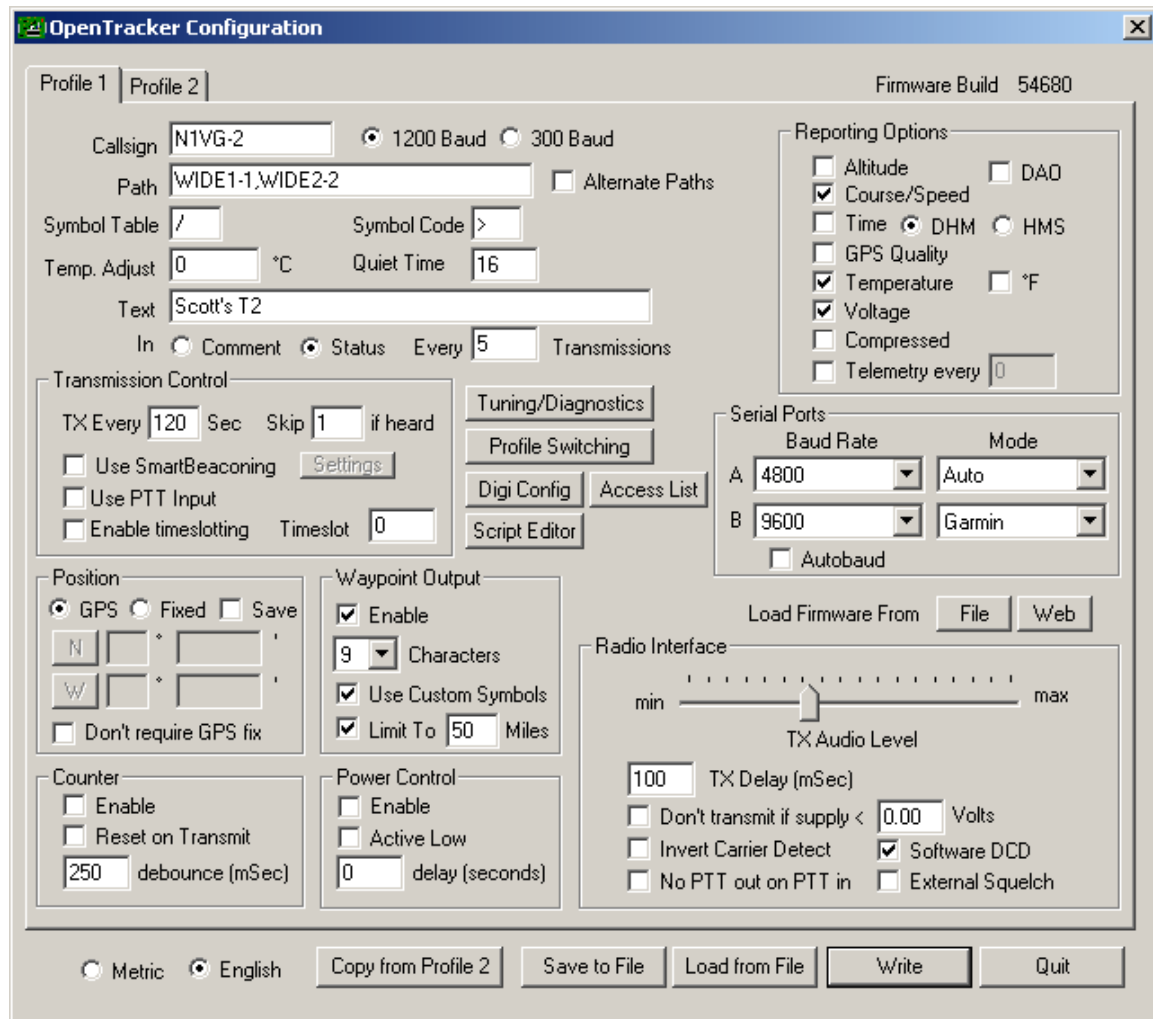 OpenTracker Configuration
Profile 1 Profile 2
Firmware Build 54680
Callsign N1VG-2 1200 Baud 300 Baud
Path WIDE1-1,WIDE2-2 Alternate Paths
Symbol Table / Symbol Code >
Temp. Adjust 0 °C Quiet Time 16
Text Scott's T2
In Comment Status Every 5 Transmissions
Reporting Options
Altitude DAO
Course/Speed
Time DHM HMS
GPS Quality
Temperature °F
Voltage
Compressed
Telemetry every 0
Transmission Control
TX Every 120 Sec Skip 1 if heard
Use SmartBeaconing Settings
Use PTT Input
Enable timeslotting Timeslot 0
Tuning/Diagnostics
Profile Switching
Digi Config Access List
Script Editor
Serial Ports
Baud Rate Mode
A 4800 Auto
B 9600 Garmin
Autobaud
Position
GPS Fixed Save
N ° '
W ° '
Don't require GPS fix
Waypoint Output
Enable
9 Characters
Use Custom Symbols
Limit To 50 Miles
Load Firmware From File Web
Radio Interface
min max
TX Audio Level
100 TX Delay (mSec)
Don't transmit if supply < 0.00 Volts
Invert Carrier Detect Software DCD
No PTT out on PTT in External Squelch
Counter
Enable
Reset on Transmit
250 debounce (mSec)
Power Control
Enable
Active Low
0 delay (seconds)
Metric English Copy from Profile 2 Save to File Load from File Write Quit